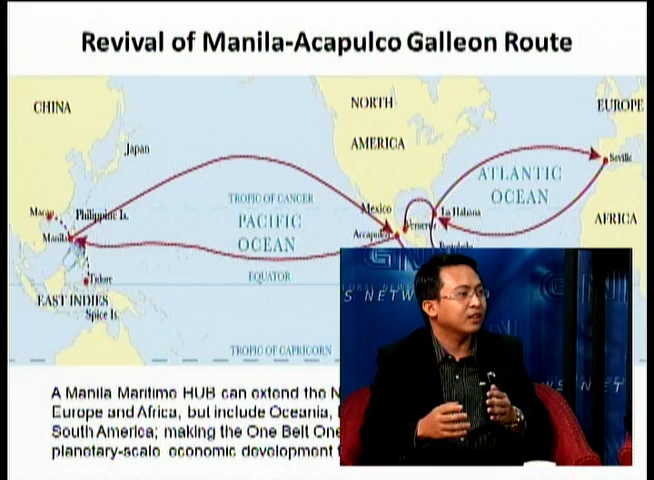 Revival of Manila-Acapulco Galleon Route
CHINA
NORTH
AMERICA
EUROPE
Japan
Seville
ATLANTIC
OCEAN
TROPIC OF CANCER
Mexico
La Habana
Macao
Philippine Is.
PACIFIC
OCEAN
AFRICA
Manila
EQUATOR
Tidore
EAST INDIES
Spice Is.
TROPIC OF CAPRICORN
GNN
S NETW
A Maritime HUB can extend the N
Europe and Africa, but include Oceania,
South America; making the One Belt One
planetary-scale economic development